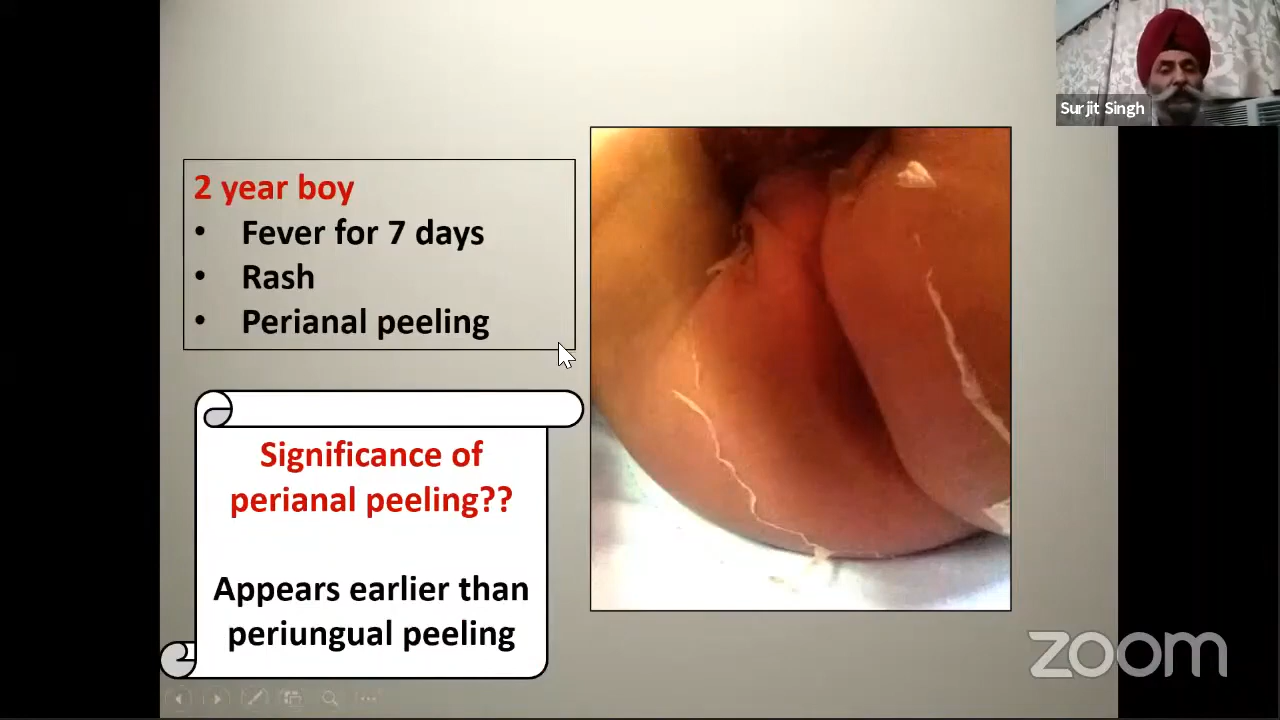 Surjit Singh
2 year boy
• Fever for 7 days
• Rash
• Perianal peeling
Significance of
perianal peeling??
Appears earlier than
periungual peeling
zoom